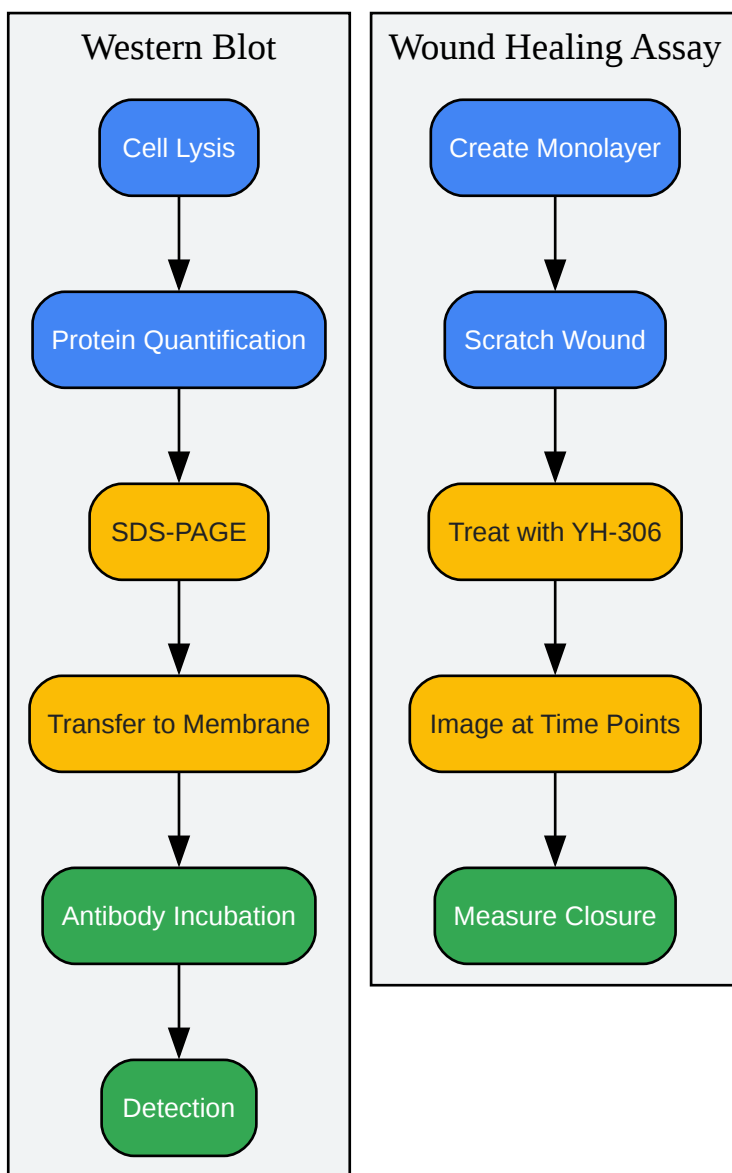 Western Blot
Cell Lysis
Protein Quantification
SDS-PAGE
Transfer to Membrane
Antibody Incubation
Detection
Wound Healing Assay
Create Monolayer
Scratch Wound
Treat with YH-306
Image at Time Points
Measure Closure